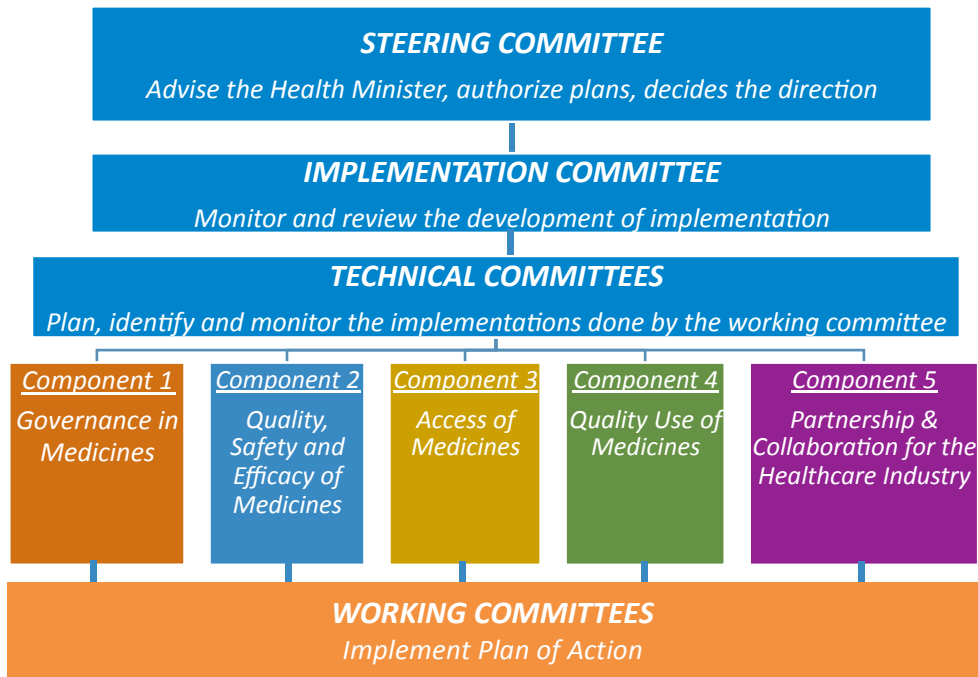 STEERING COMMITTEE
Advise the Health Minister, authorize plans, decides the direction
IMPLEMENTATION COMMITTEE
Monitor and review the development of implementation
TECHNICAL COMMITTEES
Plan, identify and monitor the implementations done by the working committee
Component 1
Governance in
Medicines
Component 2
Quality,
Safety and
Efficacy of
Medicines
Component 3
Access of
Medicines
Component 4
Quality Use of
Medicines
Component 5
Partnership &
Collaboration for the
Healthcare Industry
WORKING COMMITTEES
Implement Plan of Action